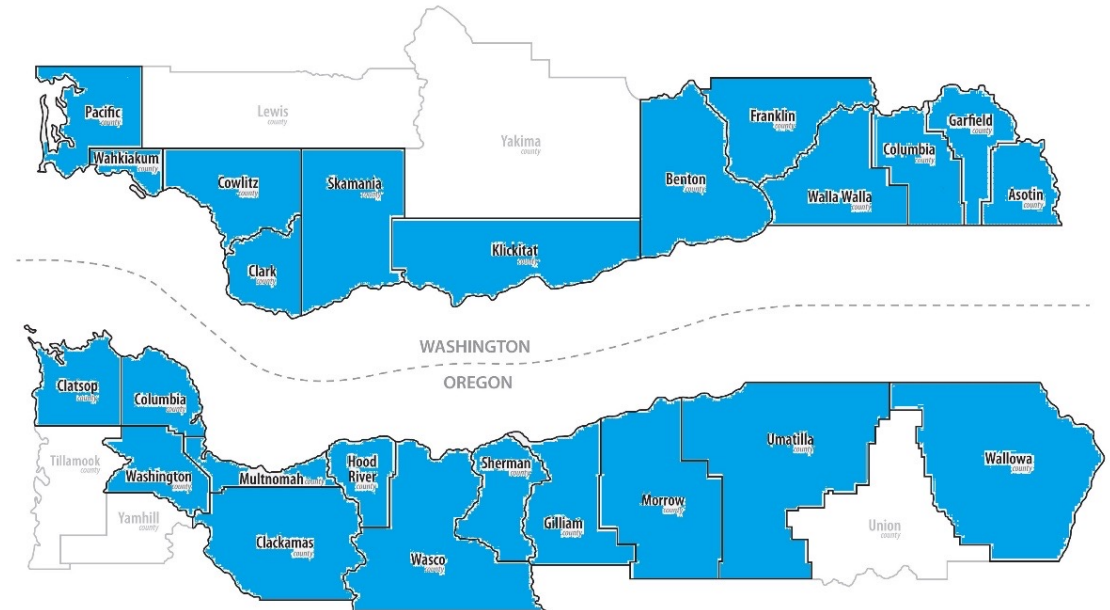 Pacific
county
Lewis
county
Yakima
county
Franklin
county
Garfield
county
Columbia
county
Wahkiakum
county
Cowlitz
county
Skamania
county
Benton
county
Walla Walla
county
Asotin
county
Clark
county
Klickitat
county
WASHINGTON
OREGON
Clatsop
county
Columbia
county
Tillamook
county
Washington
county
Yamhill
county
Multnomah county
Hood
River
county
Sherman
county
Clackamas
county
Wasco
county
Gilliam
county
Morrow
county
Umatilla
county
Union
county
Wallowa
county